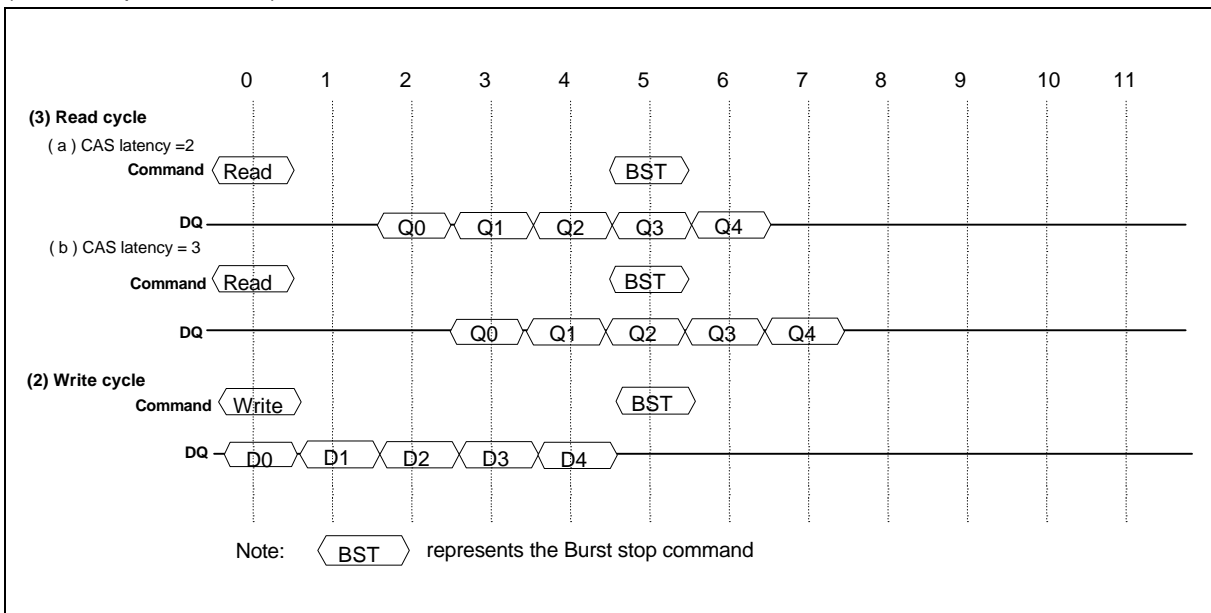 0 1 2 3 4 5 6 7 8 9 10 11
(3) Read cycle
( a ) CAS latency =2
Command Read BST
DQ Q0 Q1 Q2 Q3 Q4
( b ) CAS latency = 3
Command Read BST
DQ Q0 Q1 Q2 Q3 Q4
(2) Write cycle
Command Write BST
DQ D0 D1 D2 D3 D4
Note: BST represents the Burst stop command